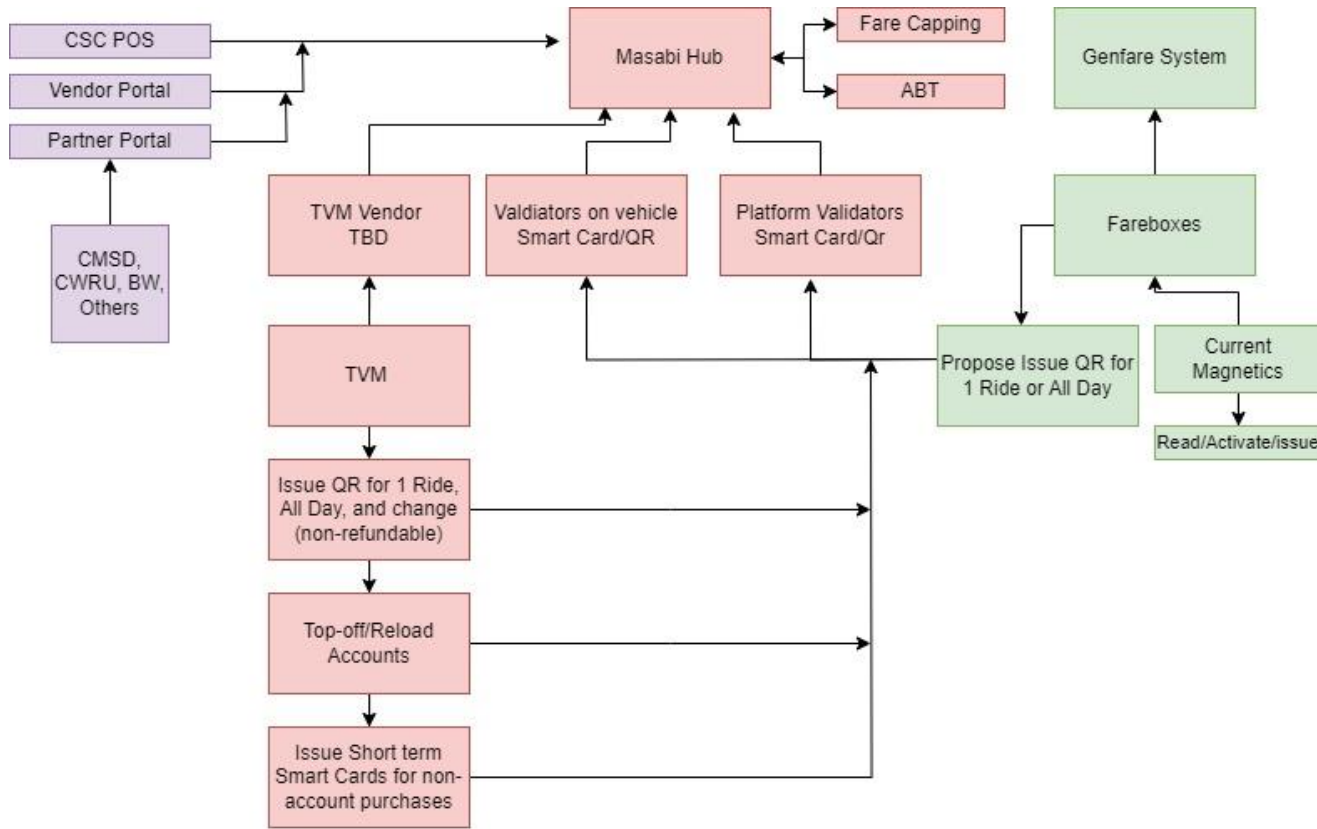 CSC POS
Vendor Portal
Partner Portal
CMSD,
CWRU, BW,
Others
Masabi Hub
Fare Capping
ABT
Genfare System
TVM Vendor
TBD
Valdiators on vehicle
Smart Card/QR
Platform Validators
Smart Card/Qr
Fareboxes
TVM
Propose Issue QR for
1 Ride or All Day
Current
Magnetics
Read/Activate/issue
Issue QR for 1 Ride,
All Day, and change
(non-refundable)
Top-off/Reload
Accounts
Issue Short term
Smart Cards for non-
account purchases